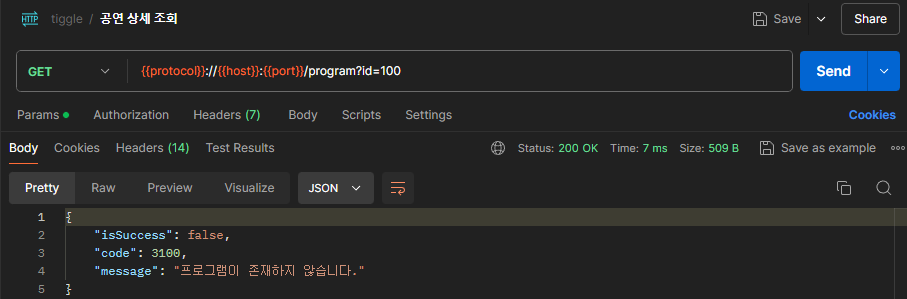 HTTP tiggle / 공연 상세 조회 Save Share
GET {{protocol}}://{{host}}:{{port}}/program?id=100 Send
Params Authorization Headers (7) Body Scripts Settings Cookies
Body Cookies Headers (14) Test Results Status: 200 OK Time: 7 ms Size: 509 B Save as example
Pretty Raw Preview Visualize JSON
1 {
2 "isSuccess": false,
3 "code": 3100,
4 "message": "프로그램이 존재하지 않습니다."
5 }